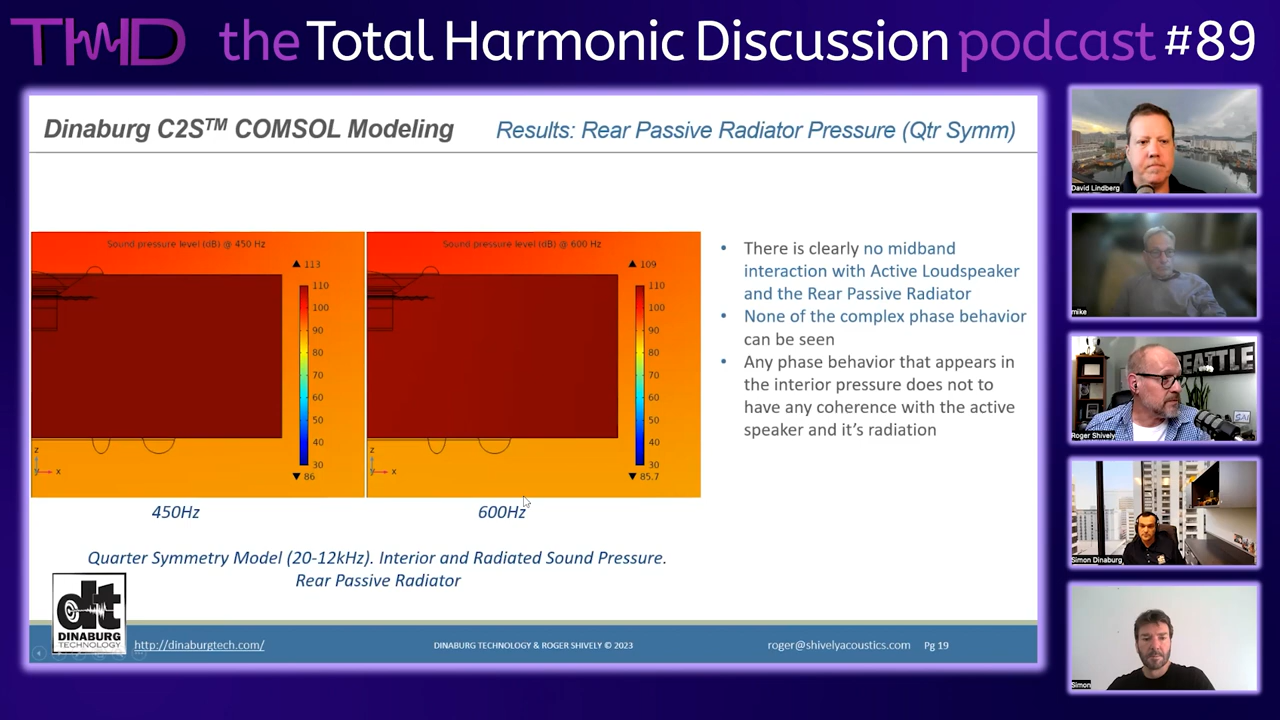 THD the Total Harmonic Discussion podcast #89
Dinaburg C2S™ COMSOL Modeling
Results: Rear Passive Radiator Pressure (Qtr Symm)
Sound pressure level (dB) @ 450 Hz
▲ 113
110
100
90
80
70
60
50
40
30
▼ 86
z
y x
450Hz
Sound pressure level (dB) @ 600 Hz
▲ 109
110
100
90
80
70
60
50
40
30
▼ 85.7
z
y x
600Hz
• There is clearly no midband
interaction with Active Loudspeaker
and the Rear Passive Radiator
• None of the complex phase behavior
can be seen
• Any phase behavior that appears in
the interior pressure does not to
have any coherence with the active
speaker and it's radiation
Quarter Symmetry Model (20-12kHz). Interior and Radiated Sound Pressure.
Rear Passive Radiator
dt
DINABURG
TECHNOLOGY
http://dinaburgtech.com/
DINABURG TECHNOLOGY & ROGER SHIVELY © 2023
roger@shivelyacoustics.com Pg 19
David Lindberg
mike
SEATTLE
SAI
Roger Shively
Simon Dinaburg
Simon